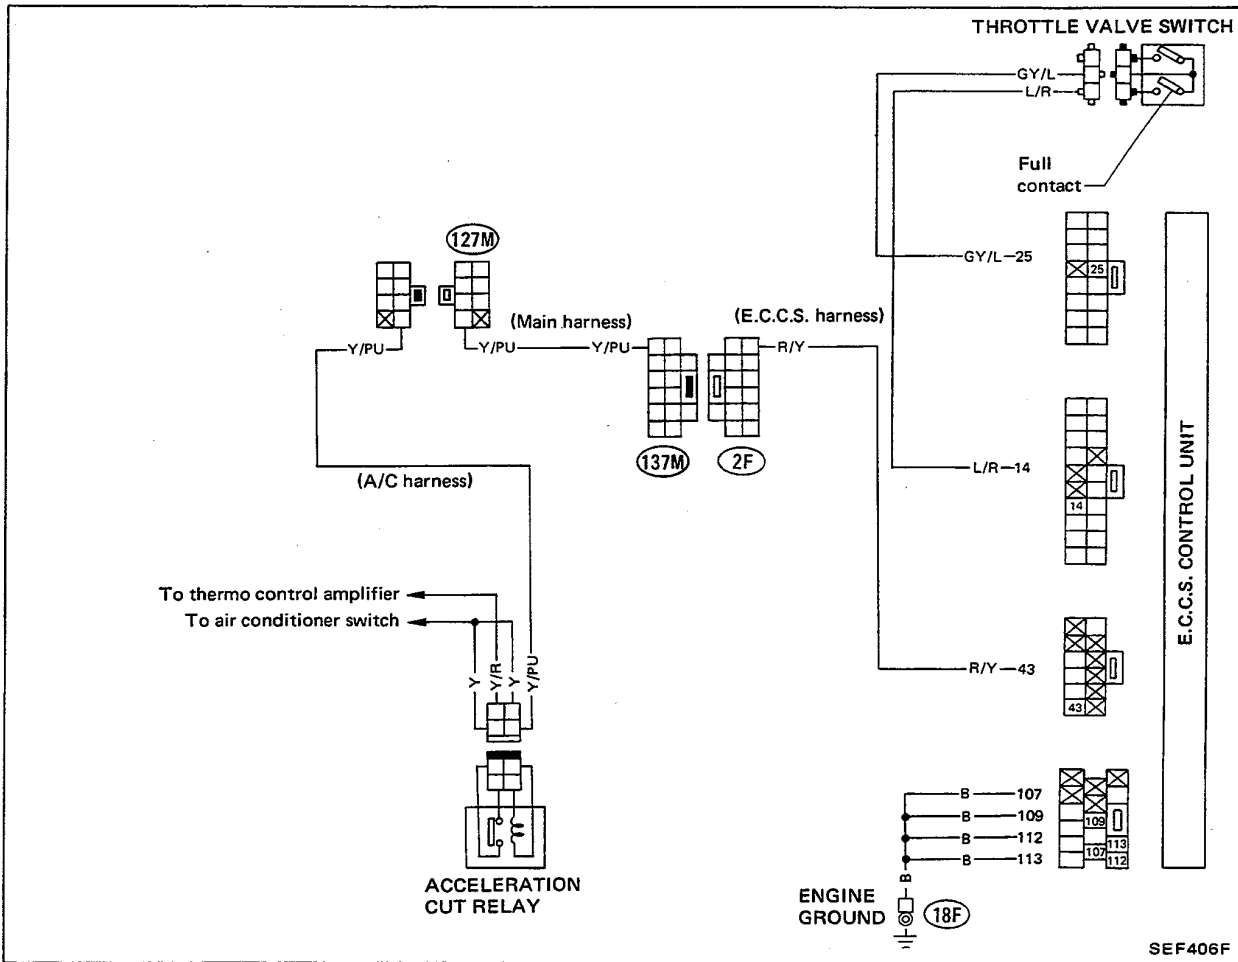 THROTTLE VALVE SWITCH
GY/L
L/R
Full
contact
127M
GY/L
25
25
(Main harness)
(E.C.C.S. harness)
Y/PU
Y/PU
Y/PU
R/Y
137M
2F
L/R
14
14
(A/C harness)
E.C.C.S. CONTROL UNIT
To thermo control amplifier
To air conditioner switch
Y
Y/R
Y
Y/PU
R/Y
43
43
B
107
B
109
B
112
B
113
109
107
113
112
B
ACCELERATION
CUT RELAY
ENGINE
GROUND
18F
SEF406F